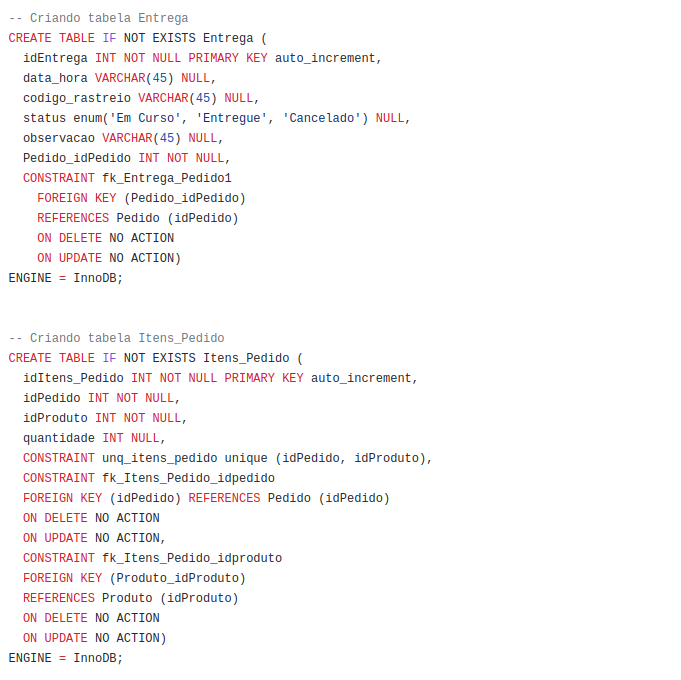 -- Criando tabela Entrega
CREATE TABLE IF NOT EXISTS Entrega (
  idEntrega INT NOT NULL PRIMARY KEY auto_increment,
  data_hora VARCHAR(45) NULL,
  codigo_rastreio VARCHAR(45) NULL,
  status enum('Em Curso', 'Entregue', 'Cancelado') NULL,
  observacao VARCHAR(45) NULL,
  Pedido_idPedido INT NOT NULL,
  CONSTRAINT fk_Entrega_Pedido1
    FOREIGN KEY (Pedido_idPedido)
    REFERENCES Pedido (idPedido)
    ON DELETE NO ACTION
    ON UPDATE NO ACTION)
ENGINE = InnoDB;
-- Criando tabela Itens_Pedido
CREATE TABLE IF NOT EXISTS Itens_Pedido (
  idItens_Pedido INT NOT NULL PRIMARY KEY auto_increment,
  idPedido INT NOT NULL,
  idProduto INT NOT NULL,
  quantidade INT NULL,
  CONSTRAINT unq_itens_pedido unique (idPedido, idProduto),
  CONSTRAINT fk_Itens_Pedido_idpedido
  FOREIGN KEY (idPedido) REFERENCES Pedido (idPedido)
  ON DELETE NO ACTION
  ON UPDATE NO ACTION,
  CONSTRAINT fk_Itens_Pedido_idproduto
  FOREIGN KEY (Produto_idProduto)
  REFERENCES Produto (idProduto)
  ON DELETE NO ACTION
  ON UPDATE NO ACTION)
ENGINE = InnoDB;